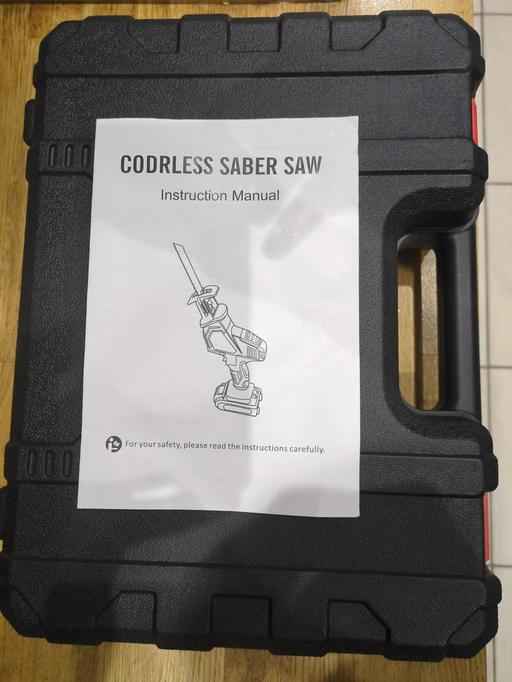 CODRLESS SABER SAW
Instruction Manual
For your safety, please read the instructions carefully.